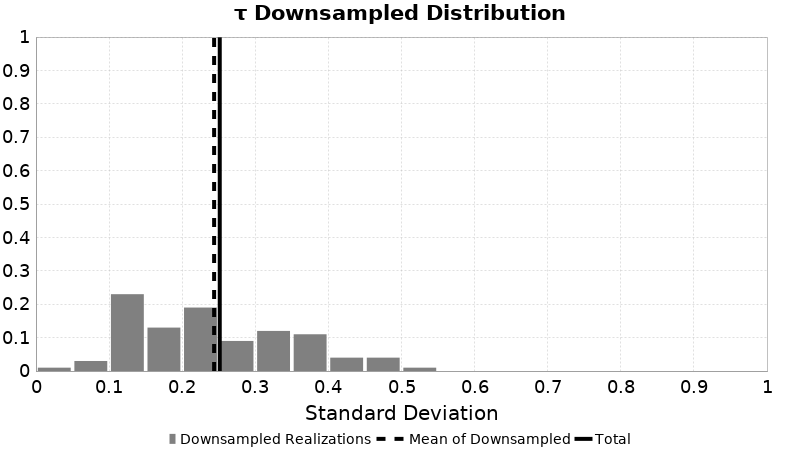 τ Downsampled Distribution
1
0.9
0.8
0.7
0.6
0.5
0.4
0.3
0.2
0.1
0
0 0.1 0.2 0.3 0.4 0.5 0.6 0.7 0.8 0.9 1
Standard Deviation
Downsampled Realizations Mean of Downsampled Total